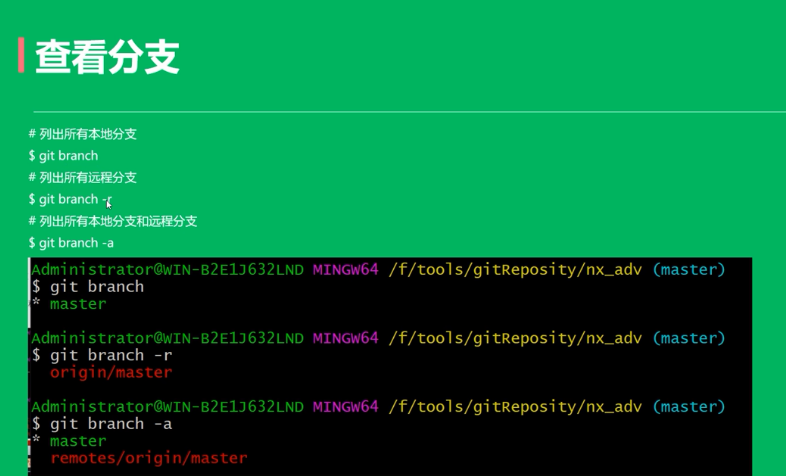 查看分支
# 列出所有本地分支
$ git branch
# 列出所有远程分支
$ git branch -r
# 列出所有本地分支和远程分支
$ git branch -a
Administrator@WIN-B2E1J632LND MINGW64 /f/tools/gitReposity/nx_adv (master)
$ git branch
* master
Administrator@WIN-B2E1J632LND MINGW64 /f/tools/gitReposity/nx_adv (master)
$ git branch -r
origin/master
Administrator@WIN-B2E1J632LND MINGW64 /f/tools/gitReposity/nx_adv (master)
$ git branch -a
* master
remotes/origin/master